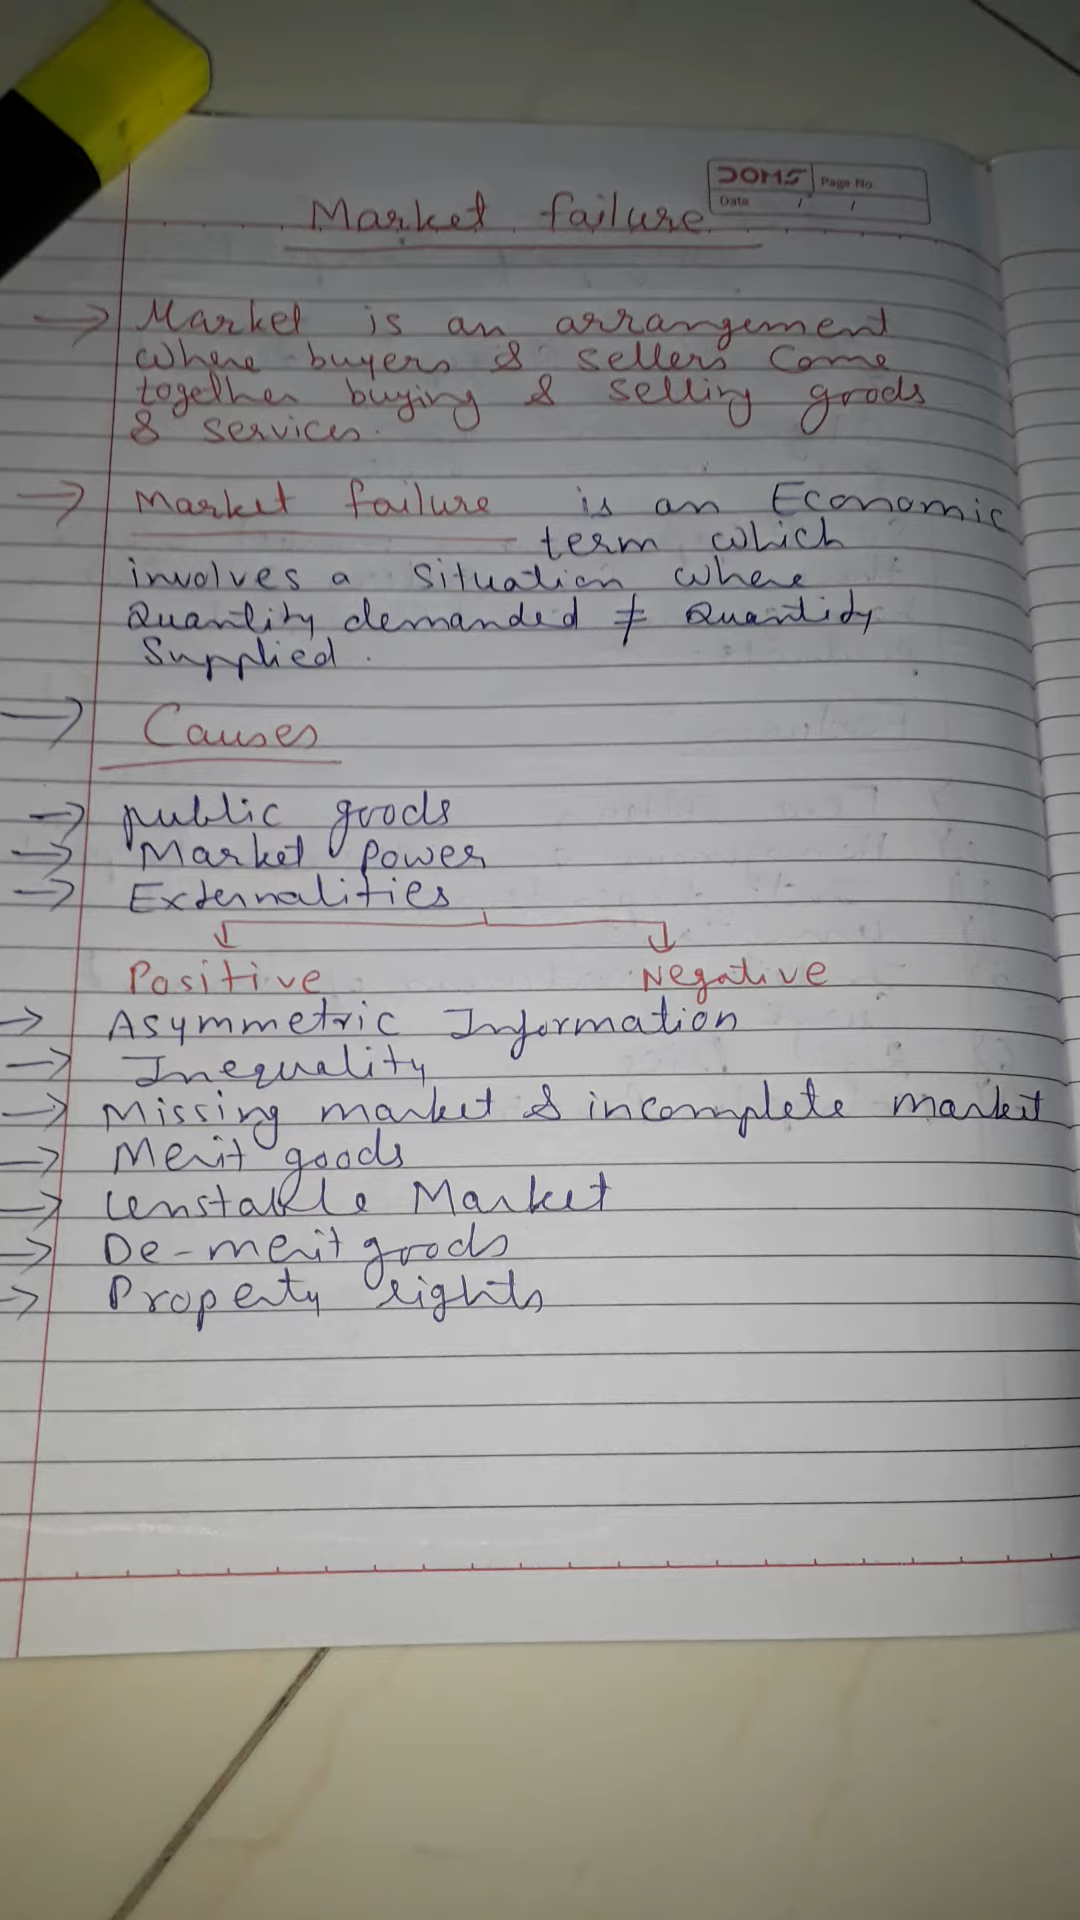 DOMS
Page No
Date / /
Market failure
→ Market is an arrangement
where buyers & sellers come
together buying & selling goods
& services.
→ Market failure is an Economic
term which
involves a situation where
Quantity demanded ≠ Quantity
Supplied.
→ Causes
→ public goods
→ Market Power
→ Externalities
Positive Negative
→ Asymmetric Information
→ Inequality
→ Missing market & incomplete market
→ Merit goods
→ Unstable Market
→ De-merit goods
→ Property rights